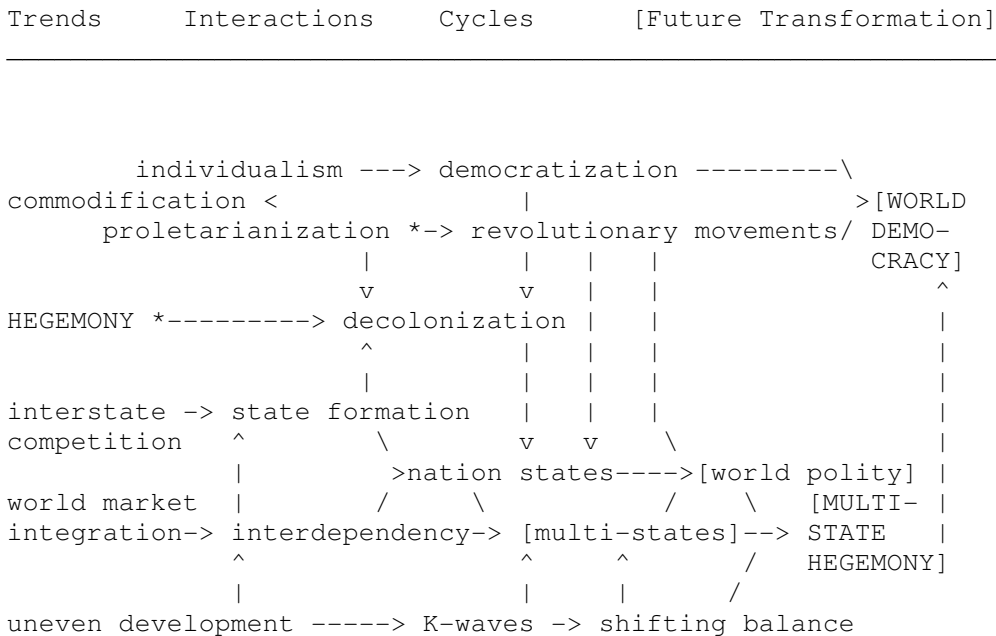 Trends Interactions Cycles [Future Transformation]
individualism ---> democratization ---------\
commodification < | >[WORLD
proletarianization *-> revolutionary movements/ DEMO-
| | | | CRACY]
v v | | ^
HEGEMONY *---------> decolonization | | |
^ | | | |
| | | | |
interstate -> state formation | | | |
competition ^ \ v v \ |
| >nation states---->[world polity] |
world market | / \ / \ [MULTI- |
integration-> interdependency-> [multi-states]--> STATE |
^ ^ ^ / HEGEMONY]
| | | /
uneven development -----> K-waves -> shifting balance